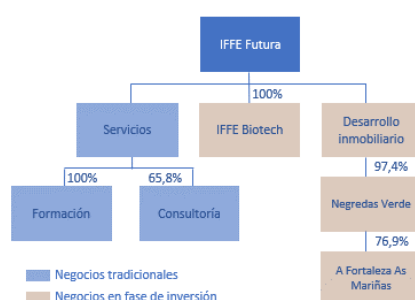 IFFE Futura
100%
Servicios
IFFE Biotech
Desarrollo
inmobiliario
100%
65,8%
97,4%
Formación
Consultoría
Negredas Verde
76,9%
A Fortaleza As
Mariñas
Negocios tradicionales
Negocios en fase de inversión